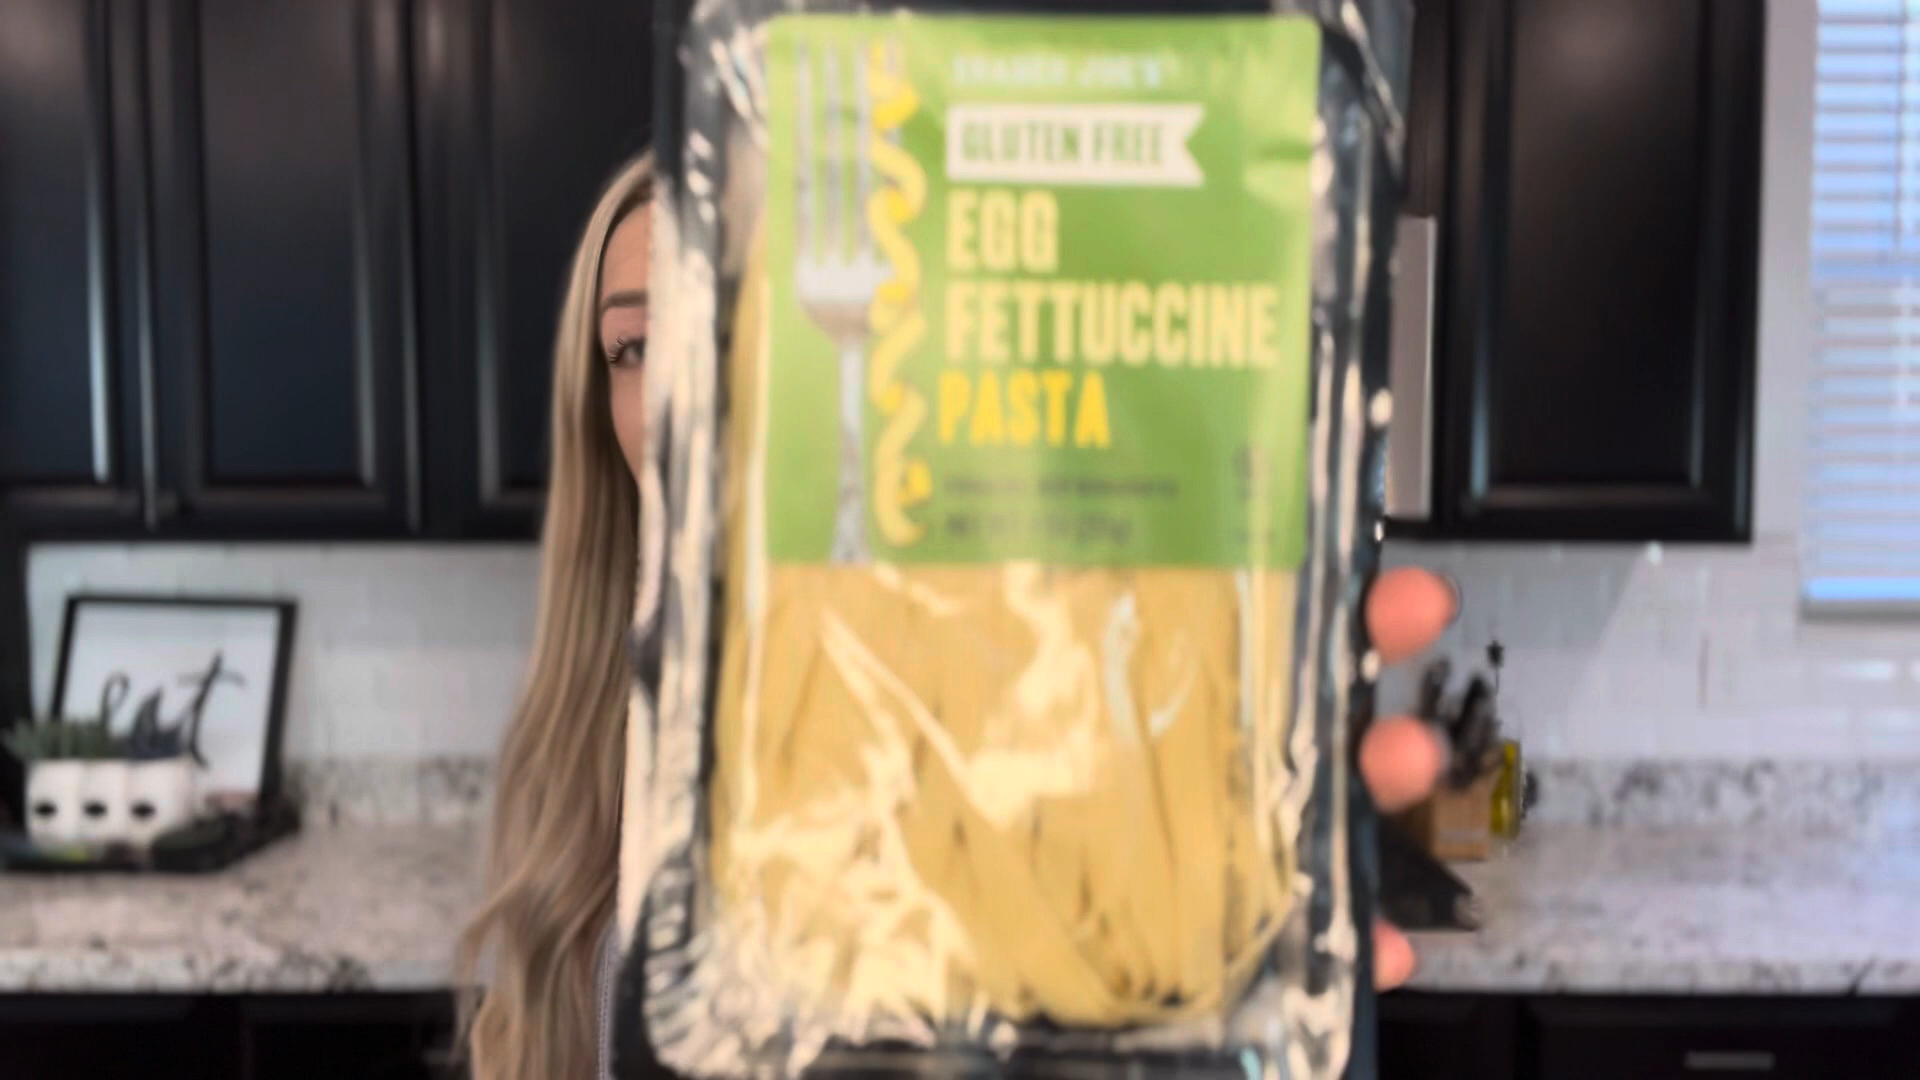 TRADER JOE'S
GLUTEN FREE
EGG
FETTUCCINE
PASTA
eat